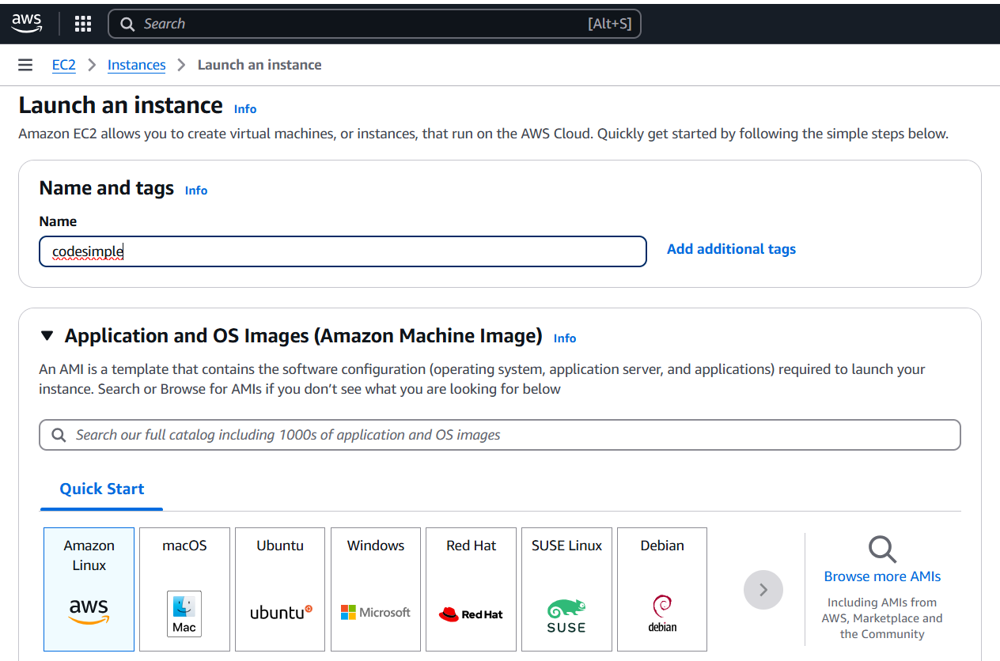 aws
Search
[Alt+S]
EC2
Instances
Launch an instance
Launch an instance Info
Amazon EC2 allows you to create virtual machines, or instances, that run on the AWS Cloud. Quickly get started by following the simple steps below.
Name and tags Info
Name
codesimple
Add additional tags
Application and OS Images (Amazon Machine Image) Info
An AMI is a template that contains the software configuration (operating system, application server, and applications) required to launch your
instance. Search or Browse for AMIs if you don’t see what you are looking for below
Search our full catalog including 1000s of application and OS images
Quick Start
Amazon
Linux
aws
macOS
Mac
Ubuntu
ubuntu
Windows
Microsoft
Red Hat
Red Hat
SUSE Linux
SUSE
Debian
debian
Browse more AMIs
Including AMIs from
AWS, Marketplace and
the Community